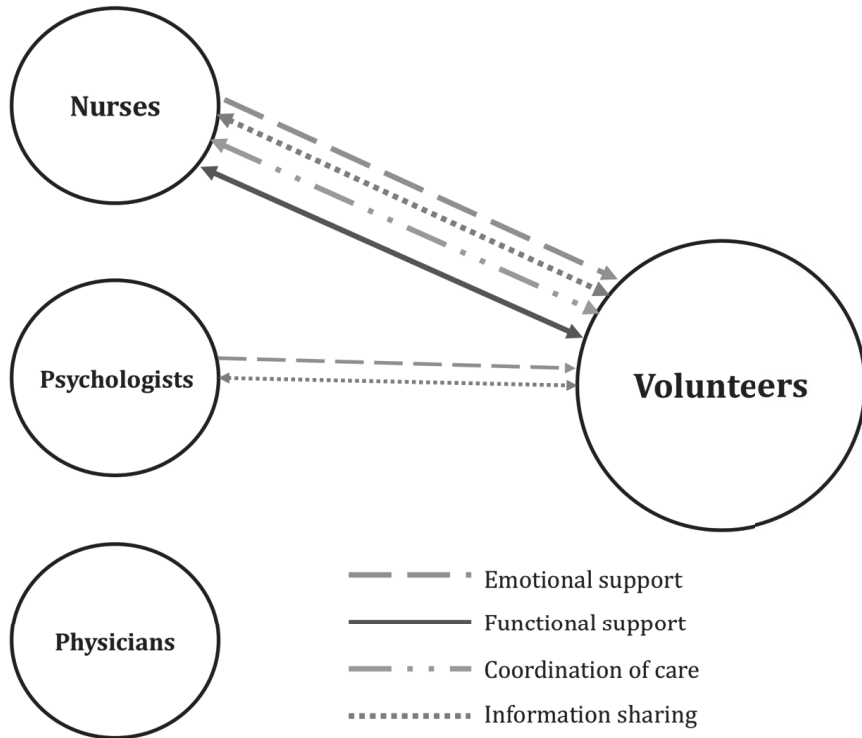 Nurses
Psychologists
Volunteers
Physicians
Emotional support
Functional support
Coordination of care
Information sharing